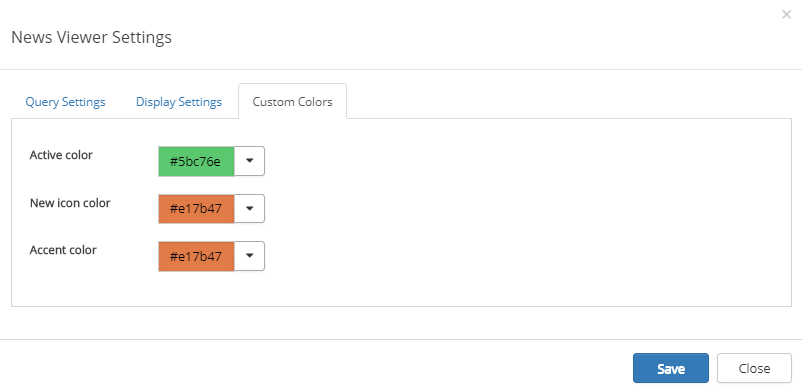 ×
News Viewer Settings
Query Settings Display Settings Custom Colors
Active color #5bc76e
New icon color #e17b47
Accent color #e17b47
Save Close